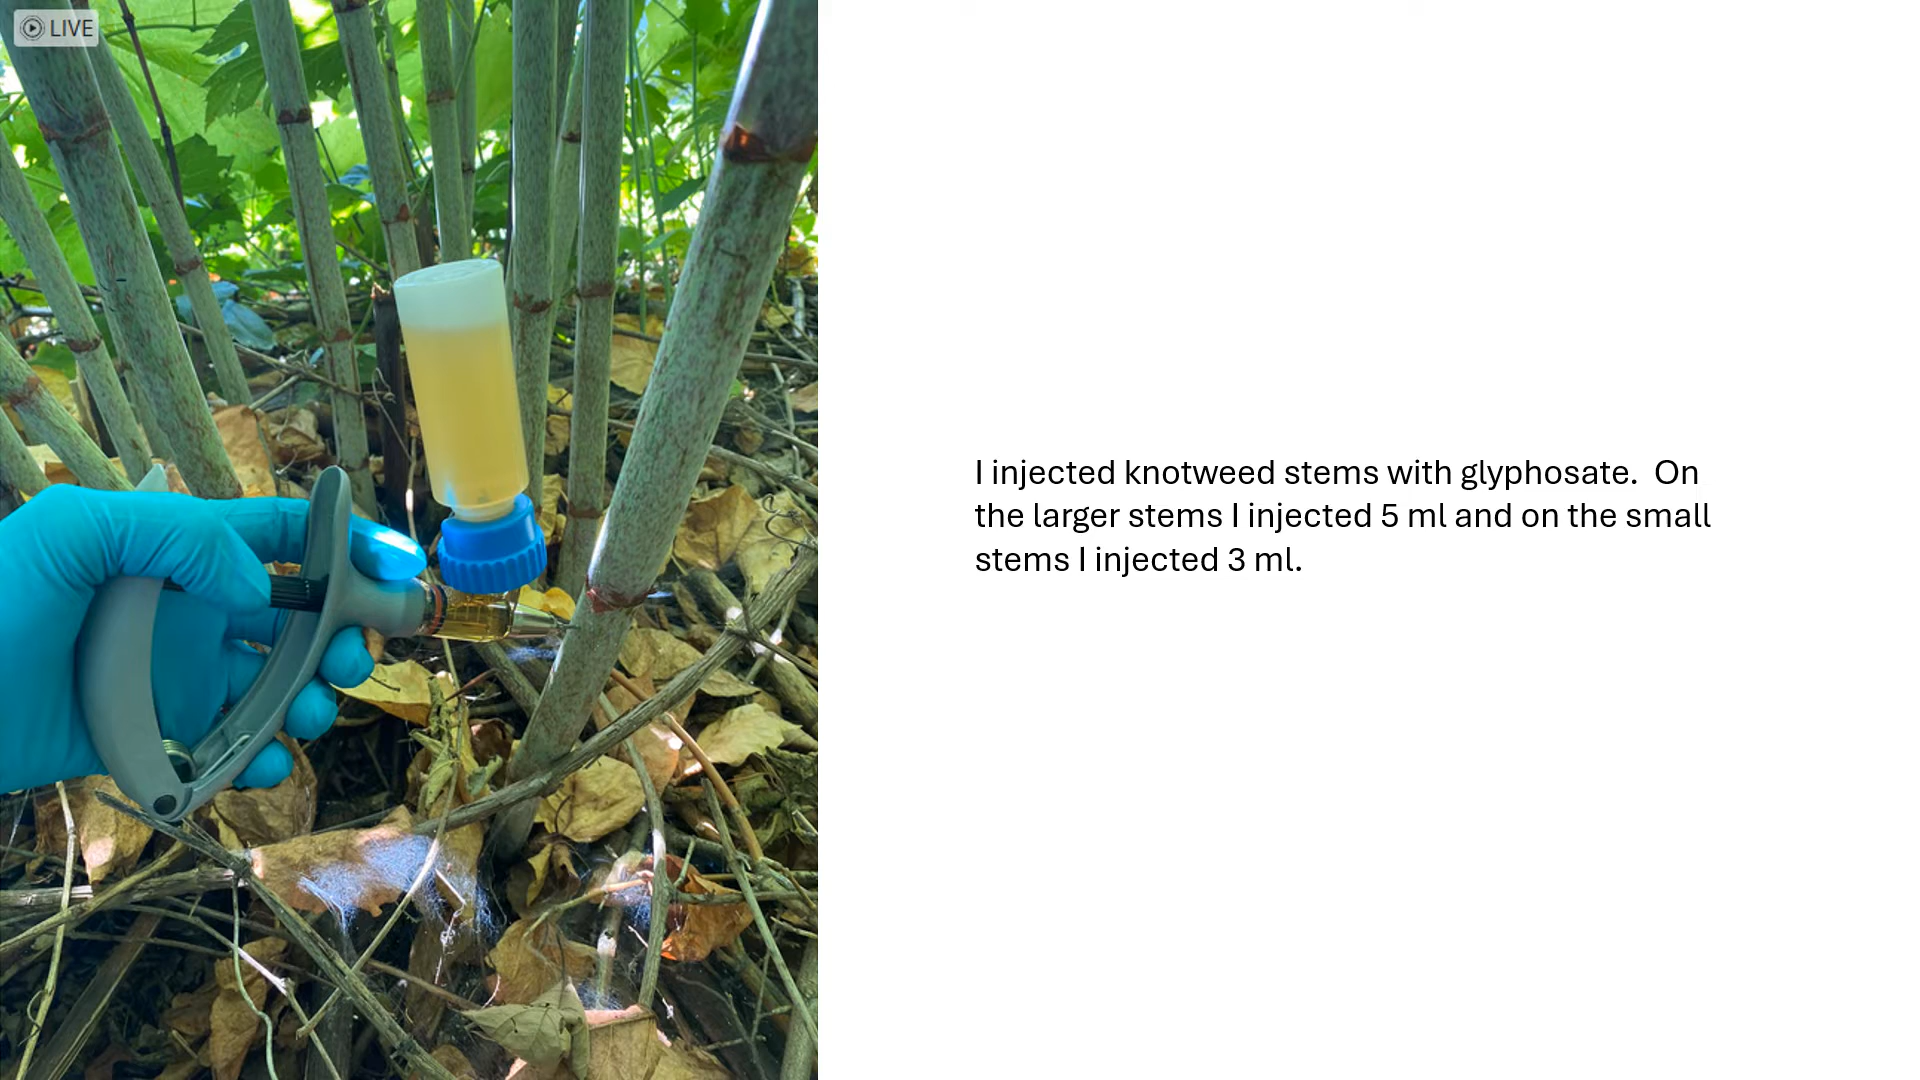 LIVE
I injected knotweed stems with glyphosate.  On
the larger stems I injected 5 ml and on the small
stems I injected 3 ml.